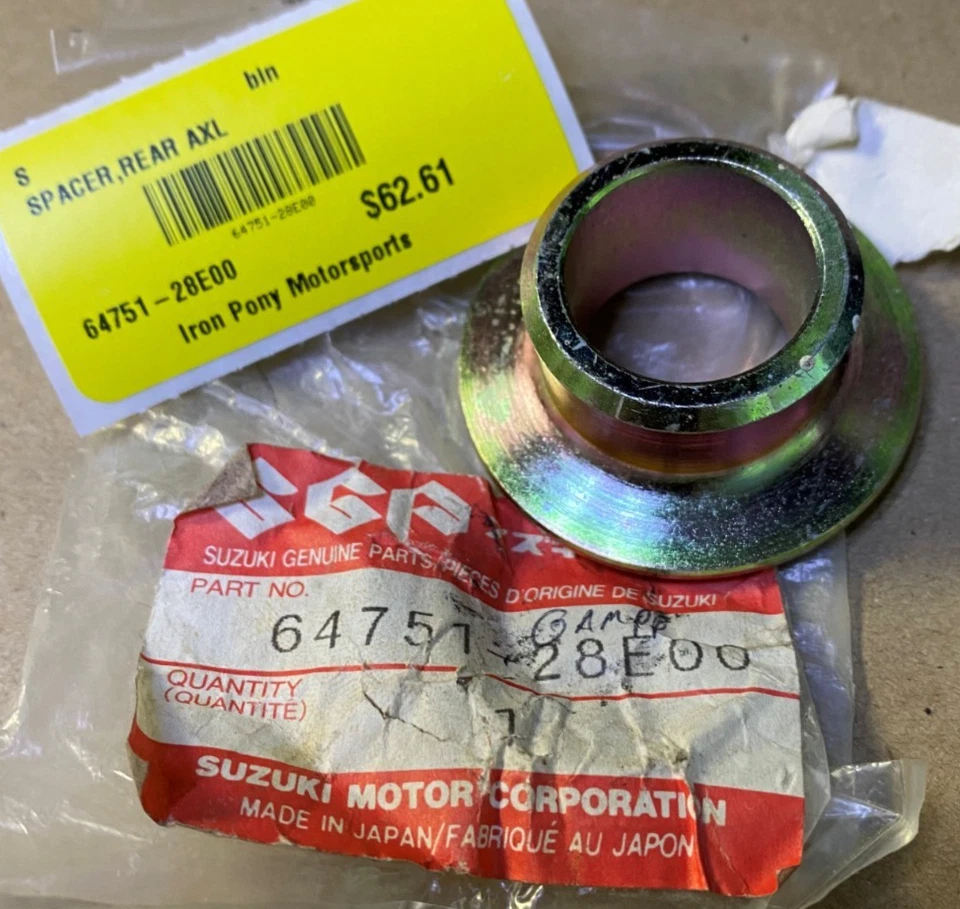 bin
S
SPACER,REAR AXL
64751-28E00
$62.61
64751-28E00
Iron Pony Motorsports
SGP
SUZUKI GENUINE PARTS/PIECES D'ORIGINE DE SUZUKI
PART NO.
64751-28E00
QUANTITY
(QUANTITÉ)
1
SUZUKI MOTOR CORPORATION
MADE IN JAPAN/FABRIQUÉ AU JAPON